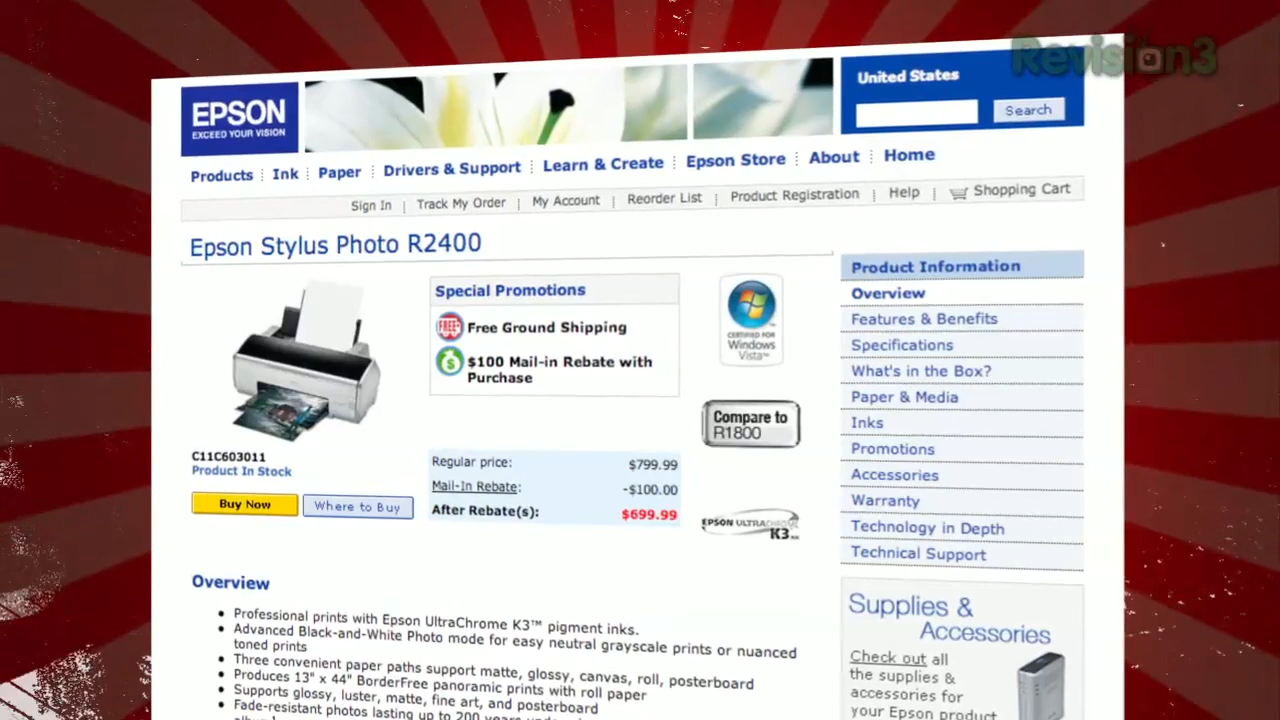 Revision3
EPSON
EXCEED YOUR VISION
United States
Search
Products Ink Paper Drivers & Support Learn & Create Epson Store About Home
Sign In Track My Order My Account Reorder List Product Registration Help Shopping Cart
Epson Stylus Photo R2400
C11C603011
Product In Stock
Buy Now Where to Buy
Special Promotions
FREE Free Ground Shipping
$ $100 Mail-in Rebate with
Purchase
Regular price: $799.99
Mail-In Rebate: -$100.00
After Rebate(s): $699.99
CERTIFIED FOR
Windows
Vista™
Compare to
R1800
EPSON ULTRACHROME
K3
Product Information
Overview
Features & Benefits
Specifications
What's in the Box?
Paper & Media
Inks
Promotions
Accessories
Warranty
Technology in Depth
Technical Support
Overview
• Professional prints with Epson UltraChrome K3™ pigment inks.
• Advanced Black-and-White Photo mode for easy neutral grayscale prints or nuanced
toned prints
• Three convenient paper paths support matte, glossy, canvas, roll, posterboard
• Produces 13" x 44" BorderFree panoramic prints with roll paper
• Supports glossy, luster, matte, fine art, and posterboard
• Fade-resistant photos lasting up to 200 years
Supplies &
Accessories
Check out all
the supplies &
accessories for
your Epson product